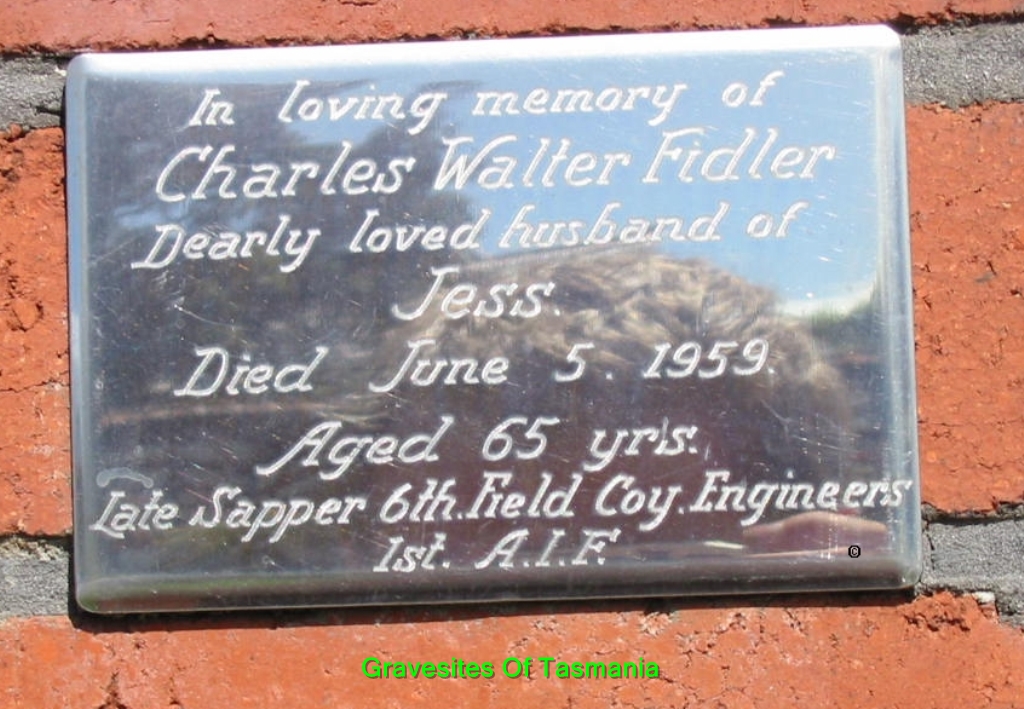 In loving memory of
Charles Walter Fidler
Dearly loved husband of
Jess.
Died June 5. 1959.
Aged 65 yrs.
Late Sapper 6th. Field Coy. Engineers
1st. A.I.F.
©
Gravesites Of Tasmania